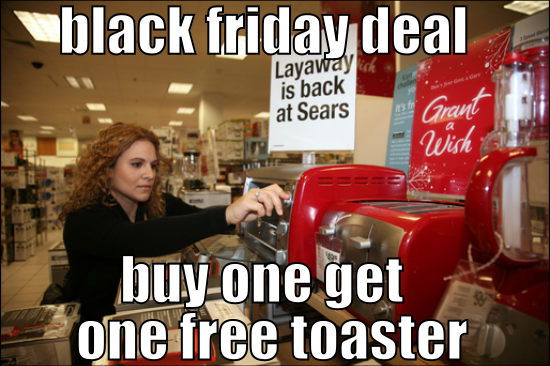 black friday deal
Layaway
is back
at Sears
Grant
a
Wish
buy one get
one free toaster